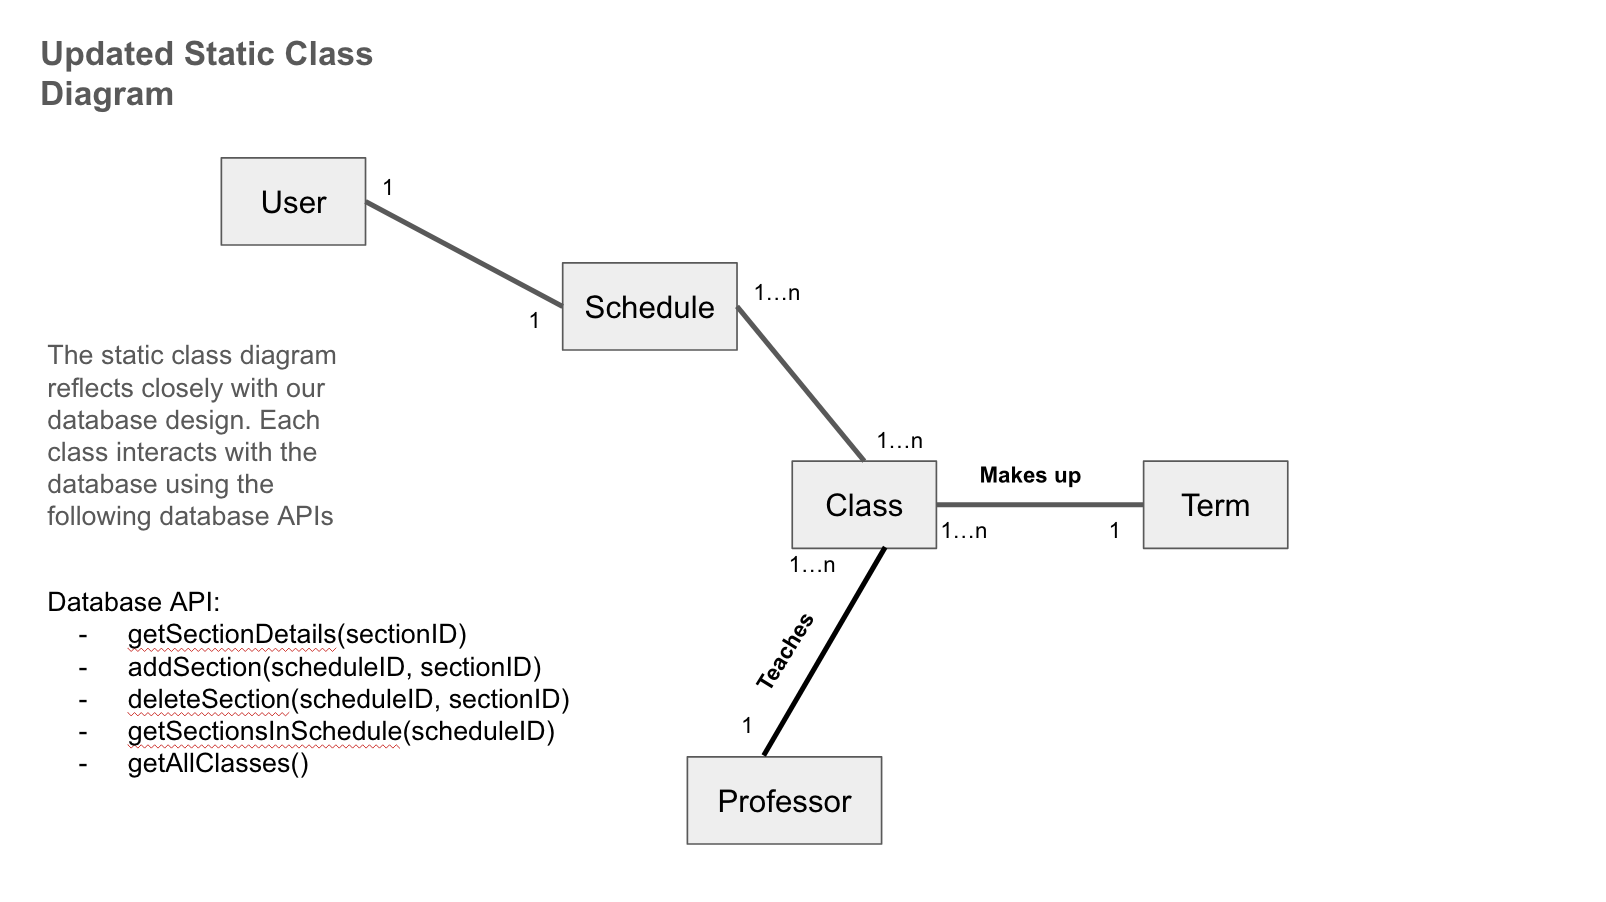 Updated Static Class
Diagram
User
1
1
Schedule
1…n
1…n
Class
Makes up
1…n
1
Term
1…n
Teaches
1
Professor
The static class diagram
reflects closely with our
database design. Each
class interacts with the
database using the
following database APIs
Database API:
- getSectionDetails(sectionID)
- addSection(scheduleID, sectionID)
- deleteSection(scheduleID, sectionID)
- getSectionsInSchedule(scheduleID)
- getAllClasses()